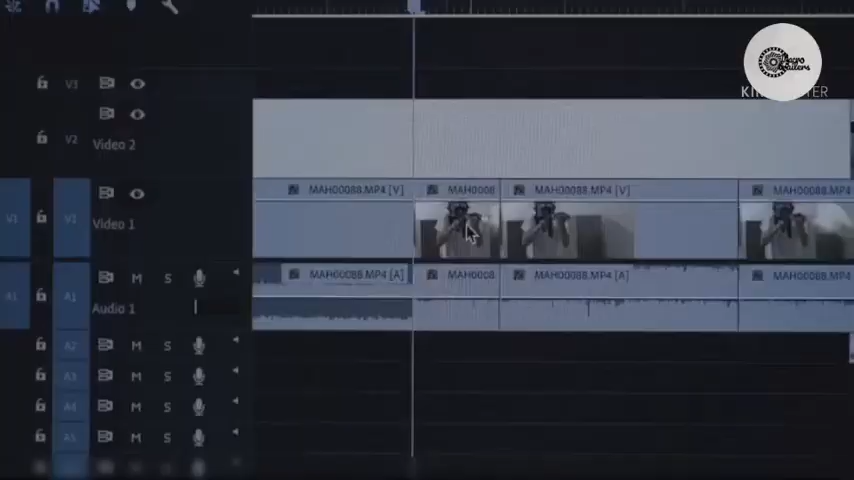 V3
V2
Video 2
MAH00088.MP4 [V] MAH0008 MAH00088.MP4 [V] MAH00088.MP4
V1 V1
Video 1
MAH00088.MP4 [A] MAH0008 MAH00088.MP4 [A] MAH00088.MP4
A1 A1 M S
Audio 1
A2 M S
A3 M S
A4 M S
A5 M S